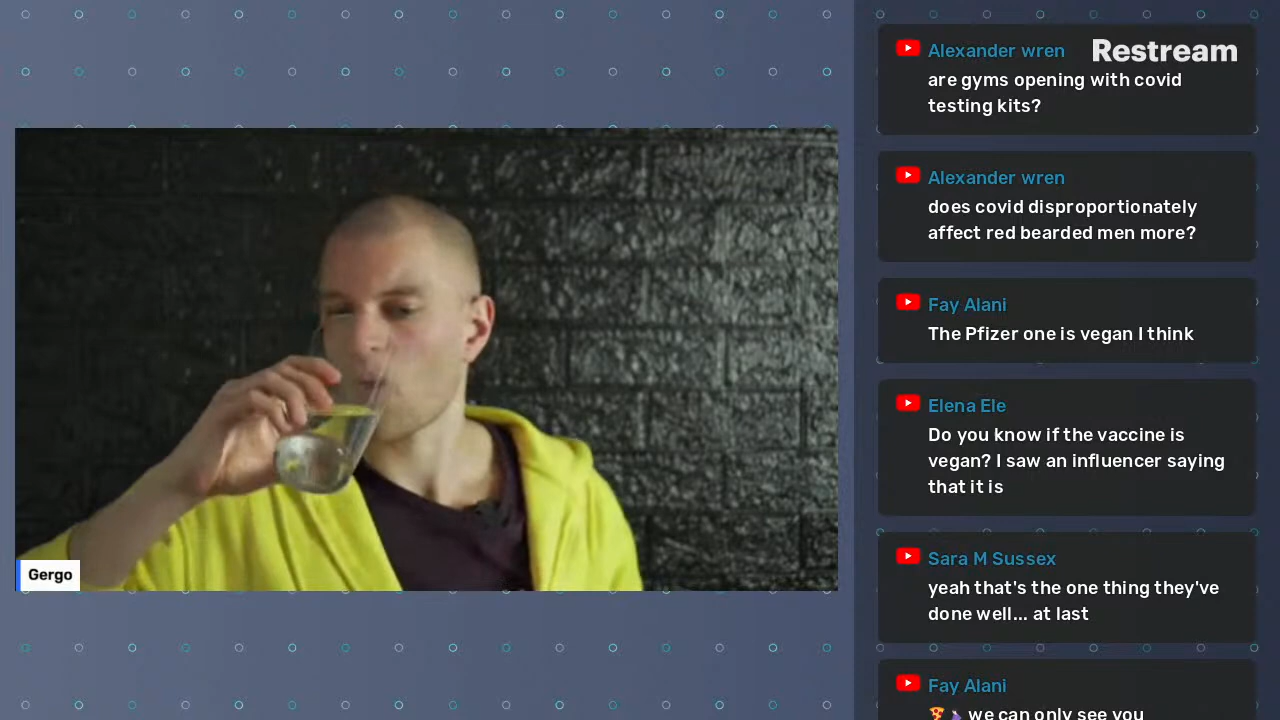 Gergo
Restream
Alexander wren
are gyms opening with covid
testing kits?
Alexander wren
does covid disproportionately
affect red bearded men more?
Fay Alani
The Pfizer one is vegan I think
Elena Ele
Do you know if the vaccine is
vegan? I saw an influencer saying
that it is
Sara M Sussex
yeah that's the one thing they've
done well... at last
Fay Alani
🍕🍆 we can only see you